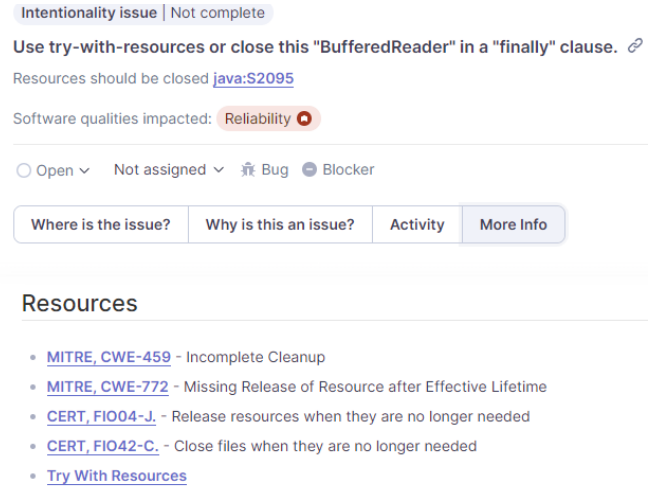 Intentionality issue | Not complete
Use try-with-resources or close this "BufferedReader" in a "finally" clause.
Resources should be closed java:S2095
Software qualities impacted: Reliability
Open Not assigned Bug Blocker
Where is the issue? Why is this an issue? Activity More Info
Resources
MITRE, CWE-459 - Incomplete Cleanup
MITRE, CWE-772 - Missing Release of Resource after Effective Lifetime
CERT, FIO04-J. - Release resources when they are no longer needed
CERT, FIO42-C. - Close files when they are no longer needed
Try With Resources